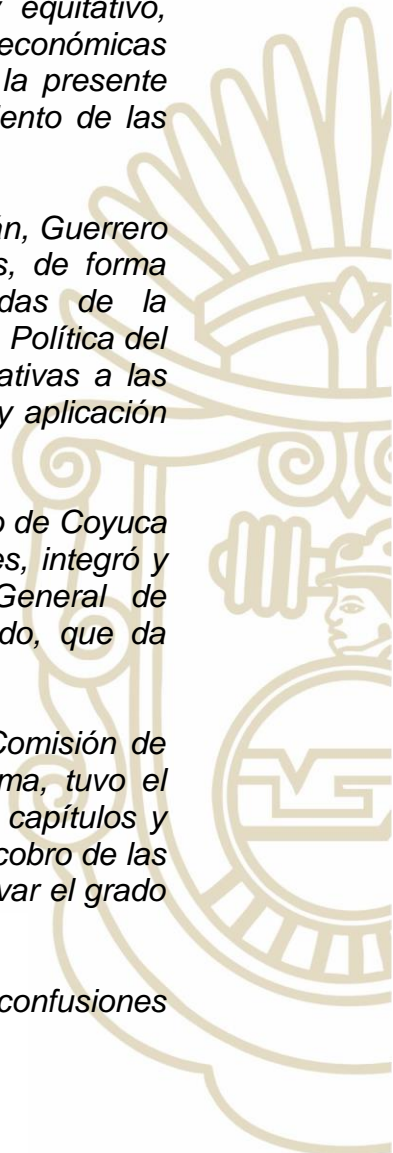 equitativo,
económicas
la presente
ento de las
án, Guerrero
s, de forma
das de la
Política del
ativas a las
y aplicación
o de Coyuca
es, integró y
General de
do, que da
Comisión de
ma, tuvo el
capítulos y
cobro de las
var el grado
confusiones